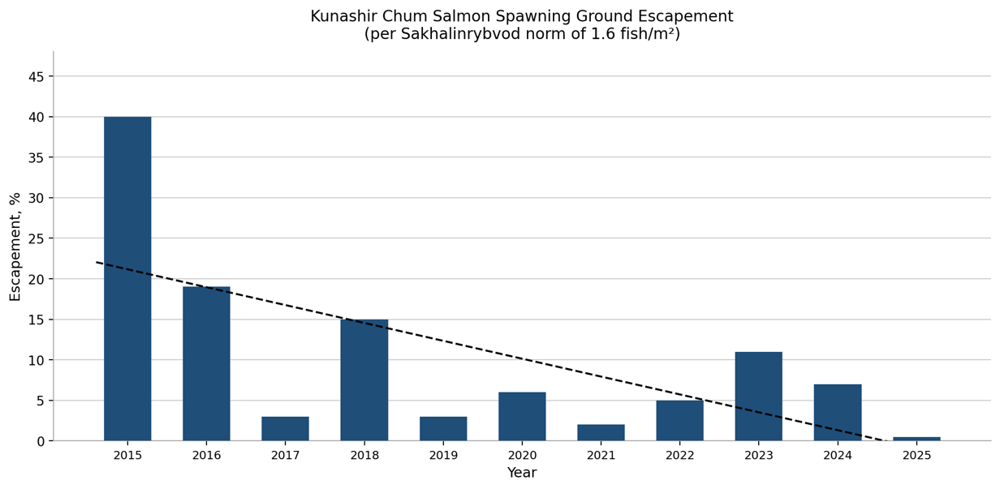 Kunashir Chum Salmon Spawning Ground Escapement
(per Sakhalinrybvod norm of 1.6 fish/m²)
Escapement, %
45
40
35
30
25
20
15
10
5
0
2015 2016 2017 2018 2019 2020 2021 2022 2023 2024 2025
Year